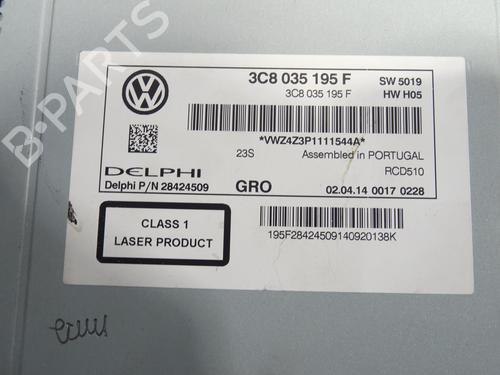 B-PARTS
3C8 035 195 F SW 5019
3C8 035 195 F HW H05
*VWZ4Z3P1111544A*
23S Assembled in PORTUGAL
DELPHI RCD510
Delphi P/N 28424509 GRO 02.04.14 0017 0228
CLASS 1
LASER PRODUCT
195F28424509140920138K